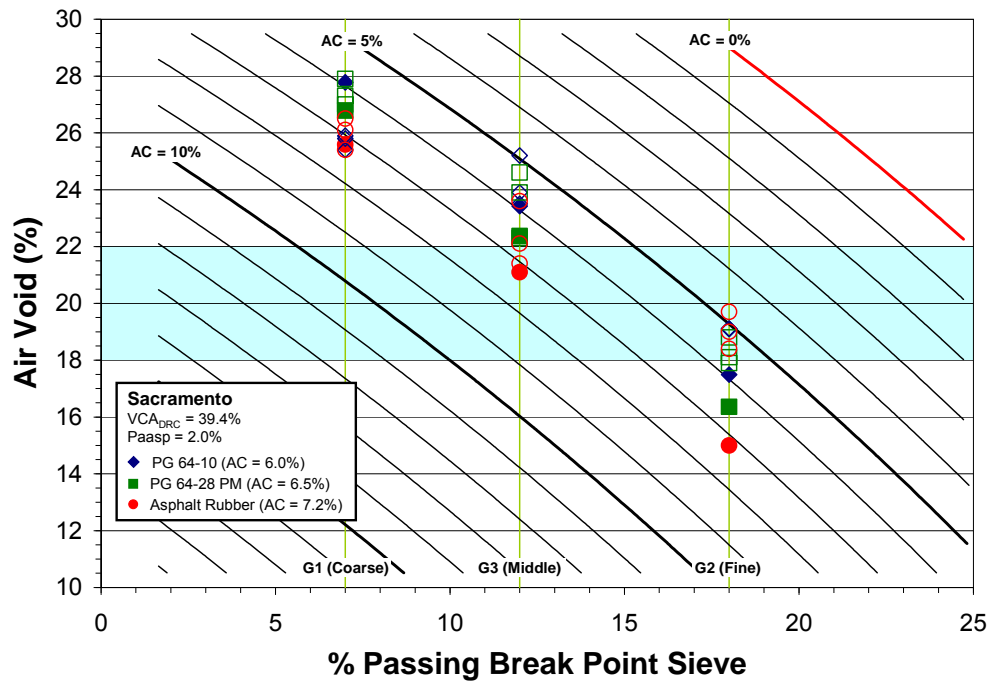 30
28
26
24
22
20
18
16
14
12
10
Air Void (%)
AC = 5%
AC = 0%
AC = 10%
Sacramento
VCADRC = 39.4%
Paasp = 2.0%
PG 64-10 (AC = 6.0%)
PG 64-28 PM (AC = 6.5%)
Asphalt Rubber (AC = 7.2%)
G1 (Coarse)
G3 (Middle)
G2 (Fine)
0
5
10
15
20
25
% Passing Break Point Sieve